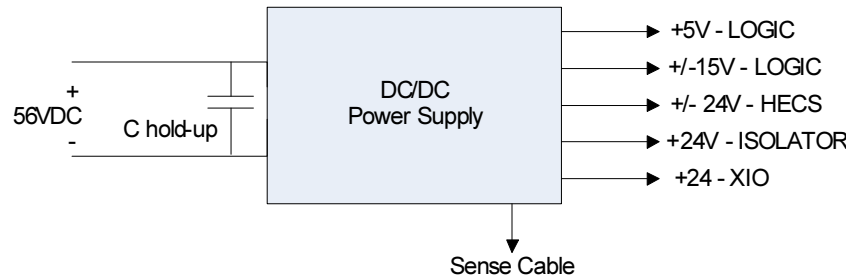 +5V - LOGIC
+/-15V - LOGIC
+/- 24V - HECS
+24V - ISOLATOR
+24 - XIO
DC/DC
Power Supply
+
56VDC
-
C hold-up
Sense Cable